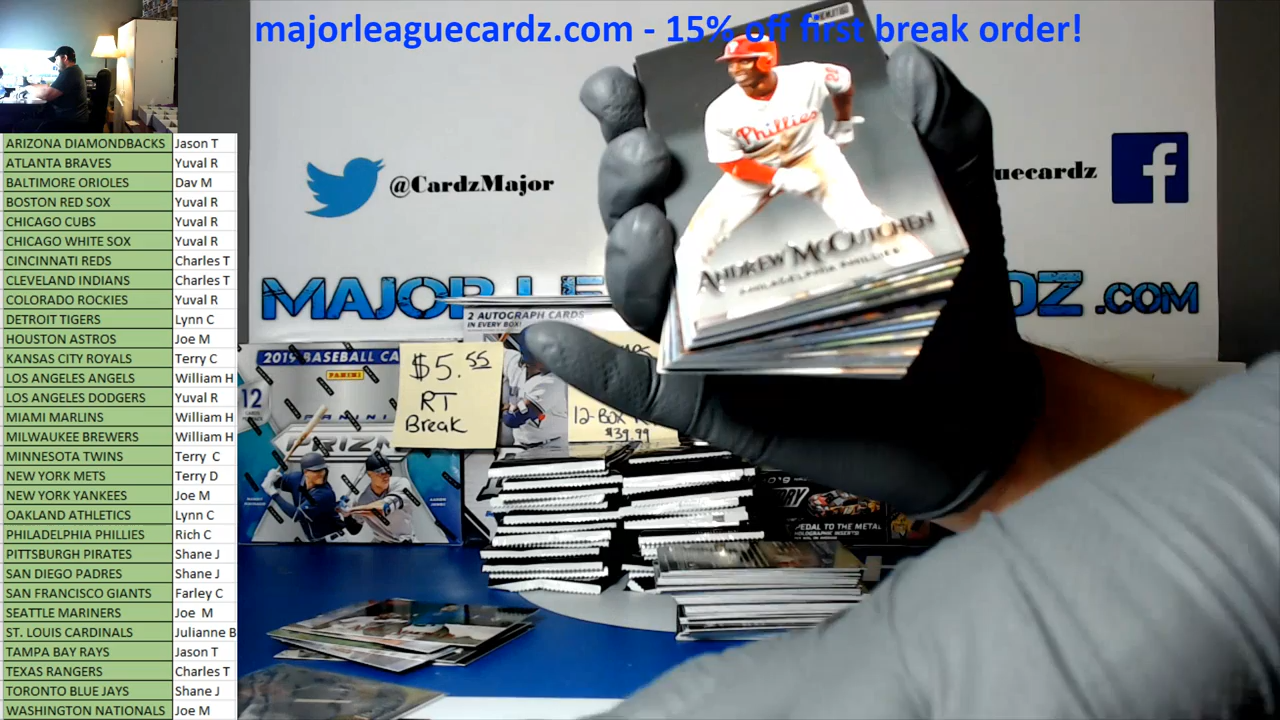 majorleaguecardz.com - 15% off first break order!
@CardzMajor
uecardz
MAJOR LE
DZ .COM
Phillies
ANDREW MCCUTCHEN
PHILADELPHIA PHILLIES
2 AUTOGRAPH CARDS
IN EVERY BOX!
2019 BASEBALL CA
PANINI
12
PRIZM
$5.55
RT
Break
12-BOX
$39.99
PEDAL TO THE METAL
ARIZONA DIAMONDBACKS Jason T
ATLANTA BRAVES Yuval R
BALTIMORE ORIOLES Dav M
BOSTON RED SOX Yuval R
CHICAGO CUBS Yuval R
CHICAGO WHITE SOX Yuval R
CINCINNATI REDS Charles T
CLEVELAND INDIANS Charles T
COLORADO ROCKIES Yuval R
DETROIT TIGERS Lynn C
HOUSTON ASTROS Joe M
KANSAS CITY ROYALS Terry C
LOS ANGELES ANGELS William H
LOS ANGELES DODGERS Yuval R
MIAMI MARLINS William H
MILWAUKEE BREWERS William H
MINNESOTA TWINS Terry C
NEW YORK METS Terry D
NEW YORK YANKEES Joe M
OAKLAND ATHLETICS Lynn C
PHILADELPHIA PHILLIES Rich C
PITTSBURGH PIRATES Shane J
SAN DIEGO PADRES Shane J
SAN FRANCISCO GIANTS Farley C
SEATTLE MARINERS Joe M
ST. LOUIS CARDINALS Julianne B
TAMPA BAY RAYS Jason T
TEXAS RANGERS Charles T
TORONTO BLUE JAYS Shane J
WASHINGTON NATIONALS Joe M